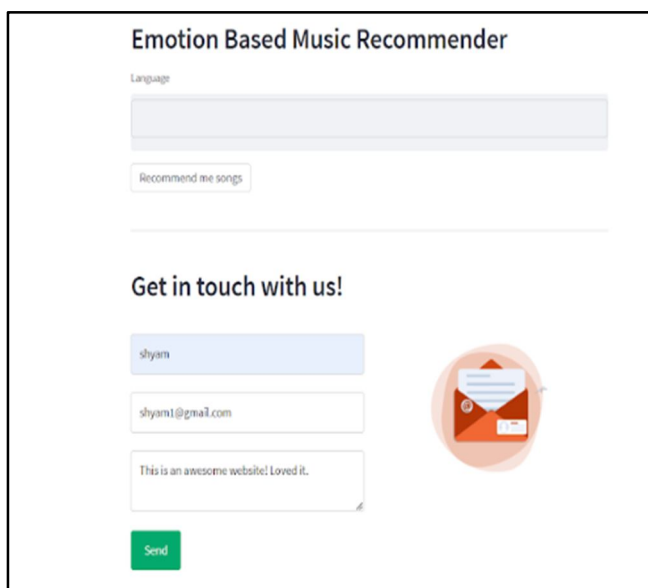 Emotion Based Music Recommender
Language
Recommend me songs
Get in touch with us!
shyam
shyam1@gmail.com
This is an awesome website! Loved it.
Send